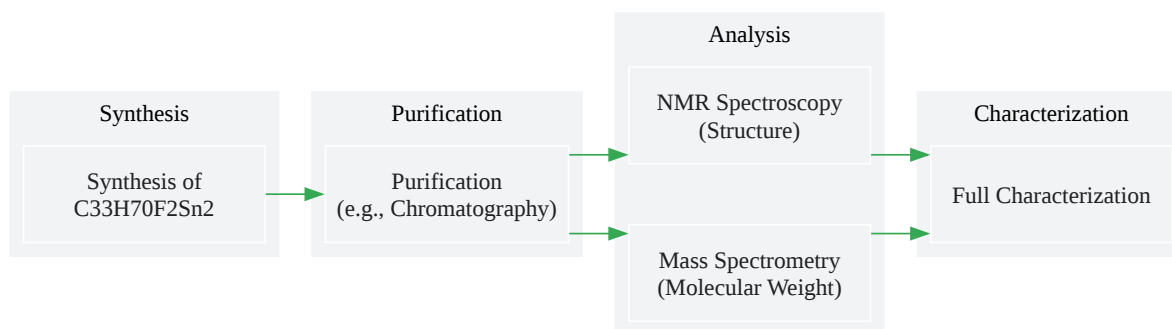 Synthesis
Synthesis of
C33H70F2Sn2
Purification
Purification
(e.g., Chromatography)
Analysis
NMR Spectroscopy
(Structure)
Mass Spectrometry
(Molecular Weight)
Characterization
Full Characterization